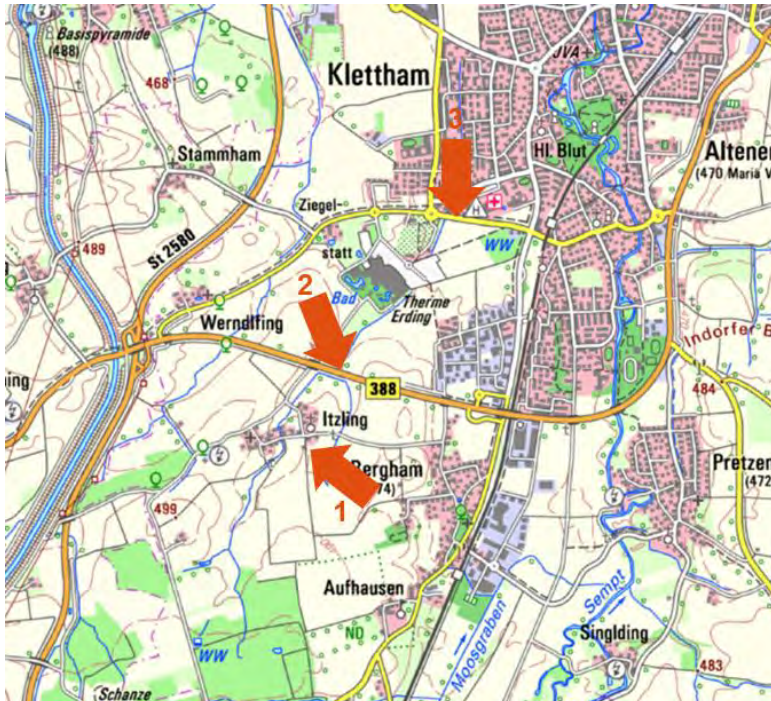 Basispyramide
(488)
468
Klettham
JVA
3
Hl. Blut
Altener
(470 Maria V
Stammham
Ziegel-
H
WW
489
St 2580
statt
2
Bad
Therme
Erding
Werndlfing
Indorfer B
388
484
ning
Itzling
Bergham
74)
1
Pretzen
(472
499
Aufhausen
ND
Moosgraben
Sempt
Singlding
WW
483
Schanze